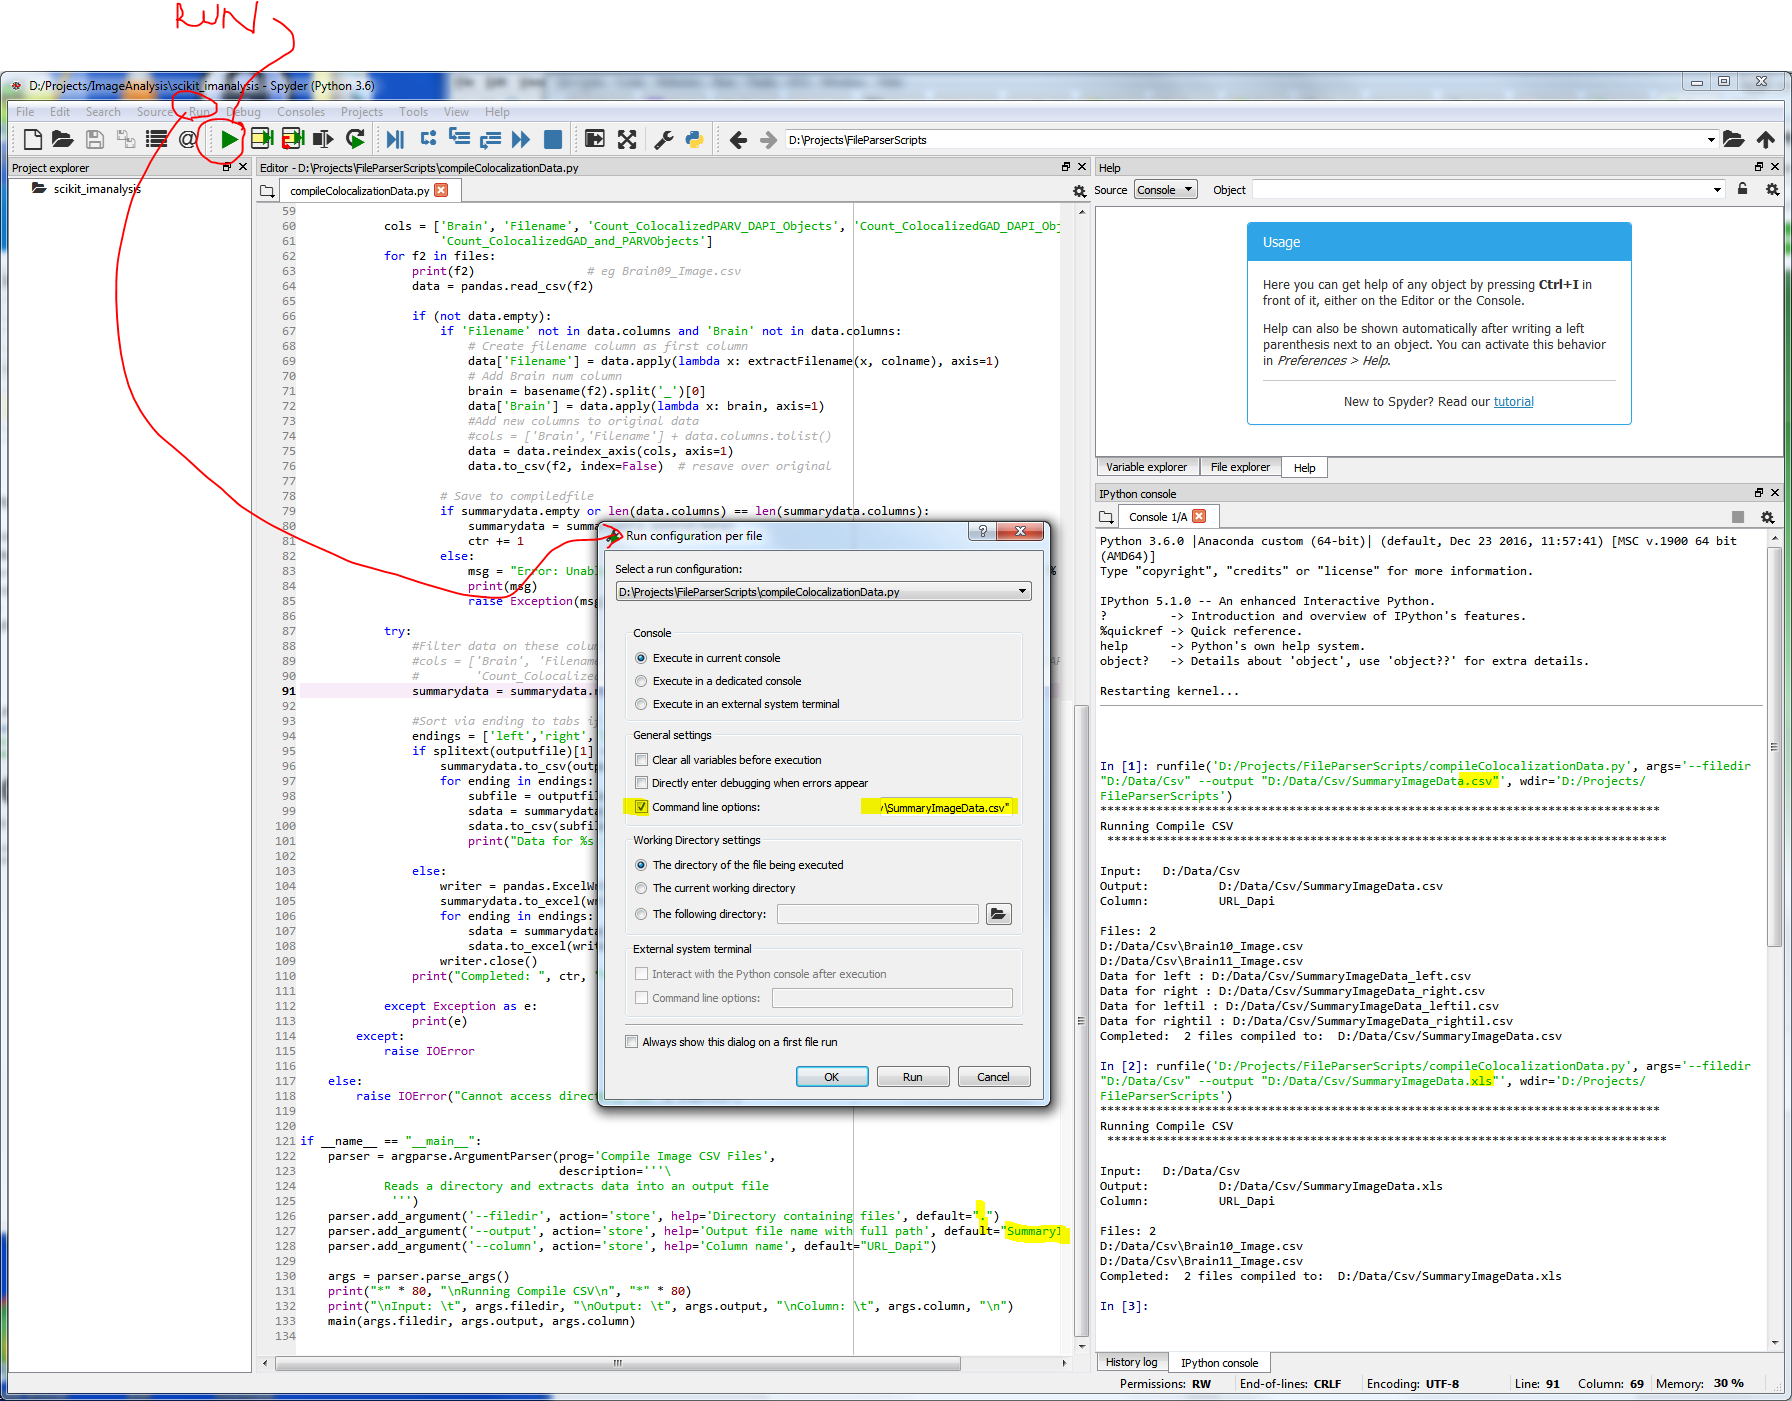 RUN
D:/Projects/ImageAnalysis\scikit_imanalysis - Spyder (Python 3.6)
File Edit Search Source Run Debug Consoles Projects Tools View Help
D:\Projects\FileParserScripts
Project explorer
scikit_imanalysis
Editor - D:\Projects\FileParserScripts\compileColocalizationData.py
compileColocalizationData.py
59
60 cols = ['Brain', 'Filename', 'Count_ColocalizedPARV_DAPI_Objects', 'Count_ColocalizedGAD_DAPI_Obj
61 'Count_ColocalizedGAD_and_PARVObjects']
62 for f2 in files:
63 print(f2) # eg Brain09_Image.csv
64 data = pandas.read_csv(f2)
65
66 if (not data.empty):
67 if 'Filename' not in data.columns and 'Brain' not in data.columns:
68 # Create filename column as first column
69 data['Filename'] = data.apply(lambda x: extractFilename(x, colname), axis=1)
70 # Add Brain num column
71 brain = basename(f2).split('_')[0]
72 data['Brain'] = data.apply(lambda x: brain, axis=1)
73 #Add new columns to original data
74 #cols = ['Brain','Filename'] + data.columns.tolist()
75 data = data.reindex_axis(cols, axis=1)
76 data.to_csv(f2, index=False) # resave over original
77
78 # Save to compiledfile
79 if summarydata.empty or len(data.columns) == len(summarydata.columns):
80 summarydata = summa
81 ctr += 1
82 else:
83 msg = "Error: Unabl %
84 print(msg)
85 raise Exception(msg
86
87 try:
88 #Filter data on these colum
89 #cols = ['Brain', 'Filename AR
90 # 'Count_Colocalized
91 summarydata = summarydata.r
92
93 #Sort via ending to tabs i
94 endings = ['left','right',
95 if splitext(outputfile)[1]
96 summarydata.to_csv(outp
97 for ending in endings:
98 subfile = outputfil
99 sdata = summarydata
100 sdata.to_csv(subfil
101 print("Data for %s
102
103 else:
104 writer = pandas.ExcelWr
105 summarydata.to_excel(wr
106 for ending in endings:
107 sdata = summarydata
108 sdata.to_excel(writ
109 writer.close()
110 print("Completed: ", ctr, "
111
112 except Exception as e:
113 print(e)
114 except:
115 raise IOError
116
117 else:
118 raise IOError("Cannot access direct
119
120
121 if __name__ == "__main__":
122 parser = argparse.ArgumentParser(prog='Compile Image CSV Files',
123 description='''\
124 Reads a directory and extracts data into an output file
125 ''')
126 parser.add_argument('--filedir', action='store', help='Directory containing files', default=".")
127 parser.add_argument('--output', action='store', help='Output file name with full path', default="SummaryI
128 parser.add_argument('--column', action='store', help='Column name', default="URL_Dapi")
129
130 args = parser.parse_args()
131 print("*" * 80, "\nRunning Compile CSV\n", "*" * 80)
132 print("\nInput: \t", args.filedir, "\nOutput: \t", args.output, "\nColumn: \t", args.column, "\n")
133 main(args.filedir, args.output, args.column)
134
Run configuration per file
Select a run configuration:
D:\Projects\FileParserScripts\compileColocalizationData.py
Console
Execute in current console
Execute in a dedicated console
Execute in an external system terminal
General settings
Clear all variables before execution
Directly enter debugging when errors appear
Command line options: /\SummaryImageData.csv"
Working Directory settings
The directory of the file being executed
The current working directory
The following directory:
External system terminal
Interact with the Python console after execution
Command line options:
Always show this dialog on a first file run
OK Run Cancel
Help
Source Console Object
Usage
Here you can get help of any object by pressing Ctrl+I in
front of it, either on the Editor or the Console.
Help can also be shown automatically after writing a left
parenthesis next to an object. You can activate this behavior
in Preferences > Help.
New to Spyder? Read our tutorial
Variable explorer File explorer Help
IPython console
Console 1/A
Python 3.6.0 |Anaconda custom (64-bit)| (default, Dec 23 2016, 11:57:41) [MSC v.1900 64 bit
(AMD64)]
Type "copyright", "credits" or "license" for more information.
IPython 5.1.0 -- An enhanced Interactive Python.
? -> Introduction and overview of IPython's features.
%quickref -> Quick reference.
help -> Python's own help system.
object? -> Details about 'object', use 'object??' for extra details.
Restarting kernel...
In [1]: runfile('D:/Projects/FileParserScripts/compileColocalizationData.py', args='--filedir
"D:/Data/Csv" --output "D:/Data/Csv/SummaryImageData.csv"', wdir='D:/Projects/
FileParserScripts')
********************************************************************************
Running Compile CSV
********************************************************************************
Input: D:/Data/Csv
Output: D:/Data/Csv/SummaryImageData.csv
Column: URL_Dapi
Files: 2
D:/Data/Csv\Brain10_Image.csv
D:/Data/Csv\Brain11_Image.csv
Data for left : D:/Data/Csv/SummaryImageData_left.csv
Data for right : D:/Data/Csv/SummaryImageData_right.csv
Data for leftil : D:/Data/Csv/SummaryImageData_leftil.csv
Data for rightil : D:/Data/Csv/SummaryImageData_rightil.csv
Completed: 2 files compiled to: D:/Data/Csv/SummaryImageData.csv
In [2]: runfile('D:/Projects/FileParserScripts/compileColocalizationData.py', args='--filedir
"D:/Data/Csv" --output "D:/Data/Csv/SummaryImageData.xls"', wdir='D:/Projects/
FileParserScripts')
********************************************************************************
Running Compile CSV
********************************************************************************
Input: D:/Data/Csv
Output: D:/Data/Csv/SummaryImageData.xls
Column: URL_Dapi
Files: 2
D:/Data/Csv\Brain10_Image.csv
D:/Data/Csv\Brain11_Image.csv
Completed: 2 files compiled to: D:/Data/Csv/SummaryImageData.xls
In [3]:
History log IPython console
Permissions: RW End-of-lines: CRLF Encoding: UTF-8 Line: 91 Column: 69 Memory: 30 %